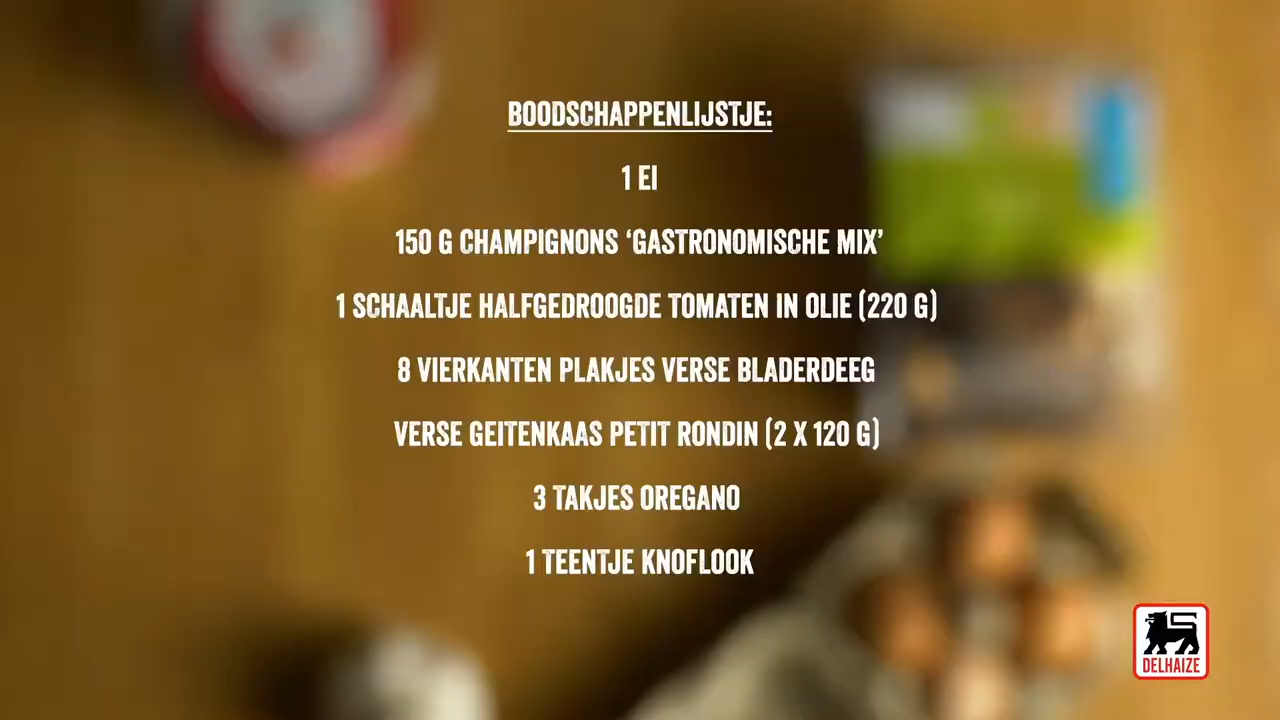 BOODSCHAPPENLIJSTJE:
1 EI
150 G CHAMPIGNONS ‘GASTRONOMISCHE MIX’
1 SCHAALTJE HALFGEDROOGDE TOMATEN IN OLIE (220 G)
8 VIERKANTEN PLAKJES VERSE BLADERDEEG
VERSE GEITENKAAS PETIT RONDIN (2 X 120 G)
3 TAKJES OREGANO
1 TEENTJE KNOFLOOK
DELHAIZE